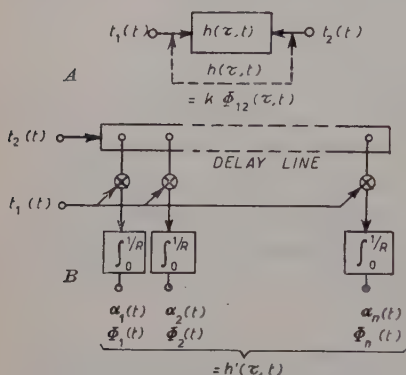 t₁(t) h(τ,t) t₂(t)
h(τ,t)
A
= k Φ₁₂(τ,t)
t₂(t)
DELAY LINE
t₁(t)
∫₀^1/R ∫₀^1/R ∫₀^1/R
B
α₁(t) α₂(t) αₙ(t)
Φ₁(t) Φ₂(t) Φₙ(t)
= h'(τ,t)